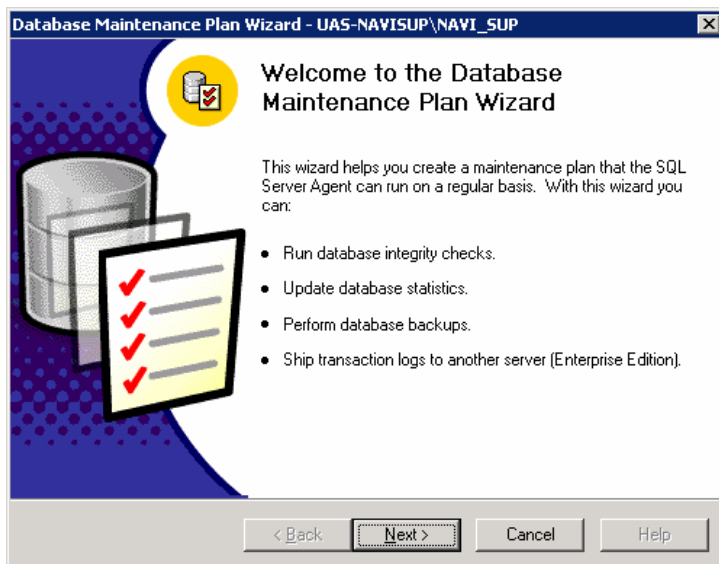 Database Maintenance Plan Wizard - UAS-NAVISUP\NAVI_SUP
Welcome to the Database
Maintenance Plan Wizard
This wizard helps you create a maintenance plan that the SQL
Server Agent can run on a regular basis. With this wizard you
can:
• Run database integrity checks.
• Update database statistics.
• Perform database backups.
• Ship transaction logs to another server (Enterprise Edition).
< Back
Next >
Cancel
Help